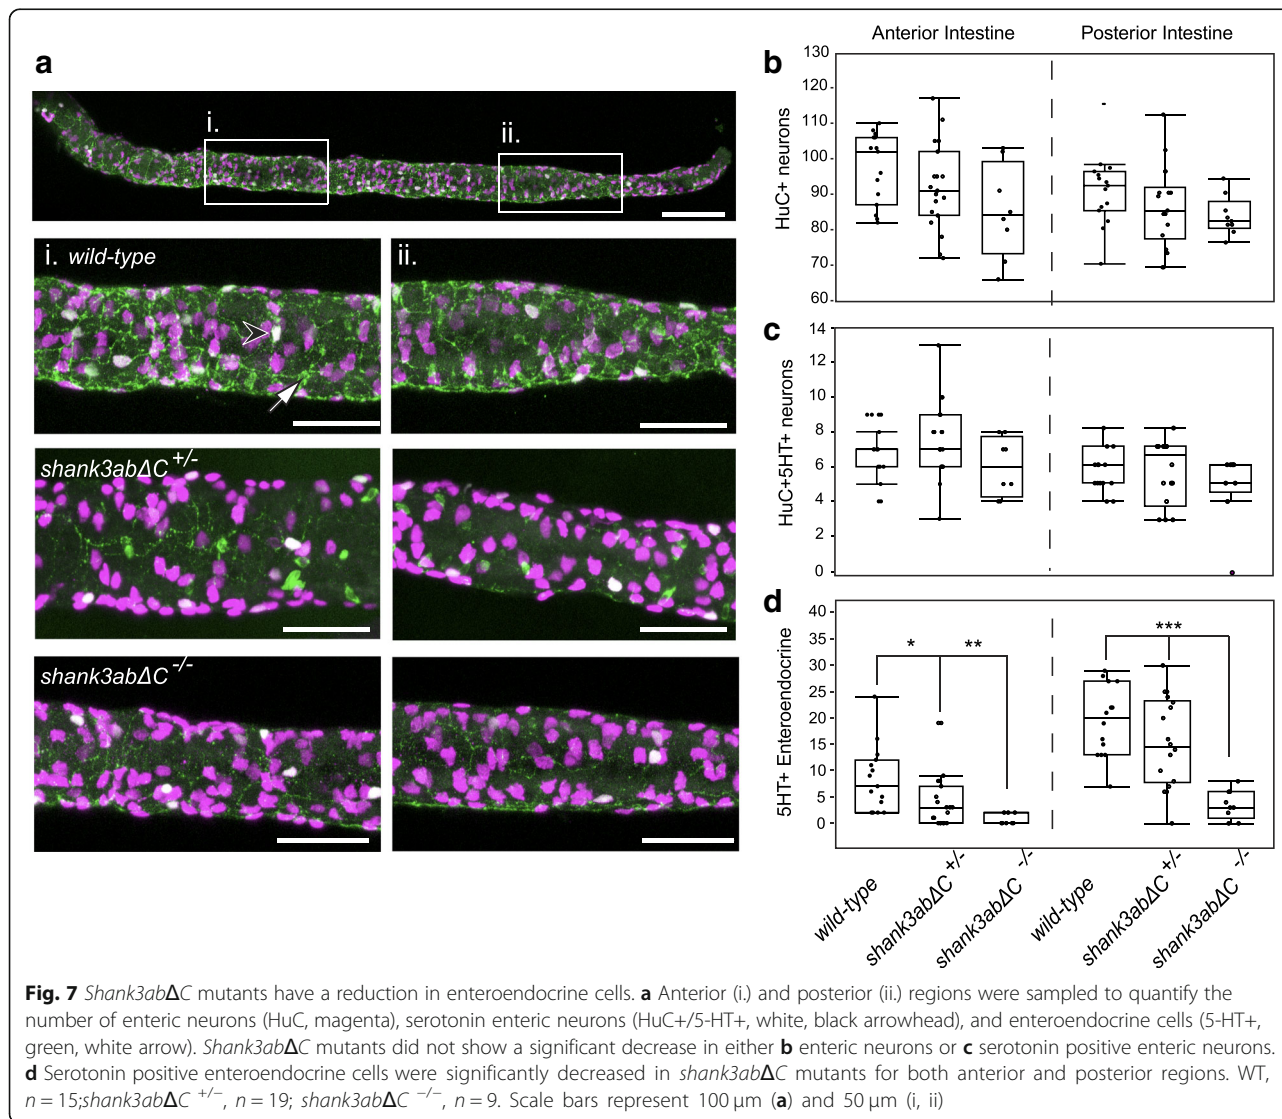 Anterior Intestine
Posterior Intestine
a
i.
ii.
i. wild-type
ii.
shank3abΔC +/-
shank3abΔC -/-
b
HuC+ neurons
130
120
110
100
90
80
70
60
c
HuC+5HT+ neurons
14
12
10
8
6
4
2
0
d
5HT+ Enteroendocrine
40
35
30
25
20
15
10
5
0
*
**
***
wild-type
shank3abΔC +/-
shank3abΔC -/-
wild-type
shank3abΔC +/-
shank3abΔC -/-
Fig. 7 Shank3abΔC mutants have a reduction in enteroendocrine cells. a Anterior (i.) and posterior (ii.) regions were sampled to quantify the
number of enteric neurons (HuC, magenta), serotonin enteric neurons (HuC+/5-HT+, white, black arrowhead), and enteroendocrine cells (5-HT+,
green, white arrow). Shank3abΔC mutants did not show a significant decrease in either b enteric neurons or c serotonin positive enteric neurons.
d Serotonin positive enteroendocrine cells were significantly decreased in shank3abΔC mutants for both anterior and posterior regions. WT,
n = 15;shank3abΔC +/−, n = 19; shank3abΔC −/−, n = 9. Scale bars represent 100 μm (a) and 50 μm (i, ii)